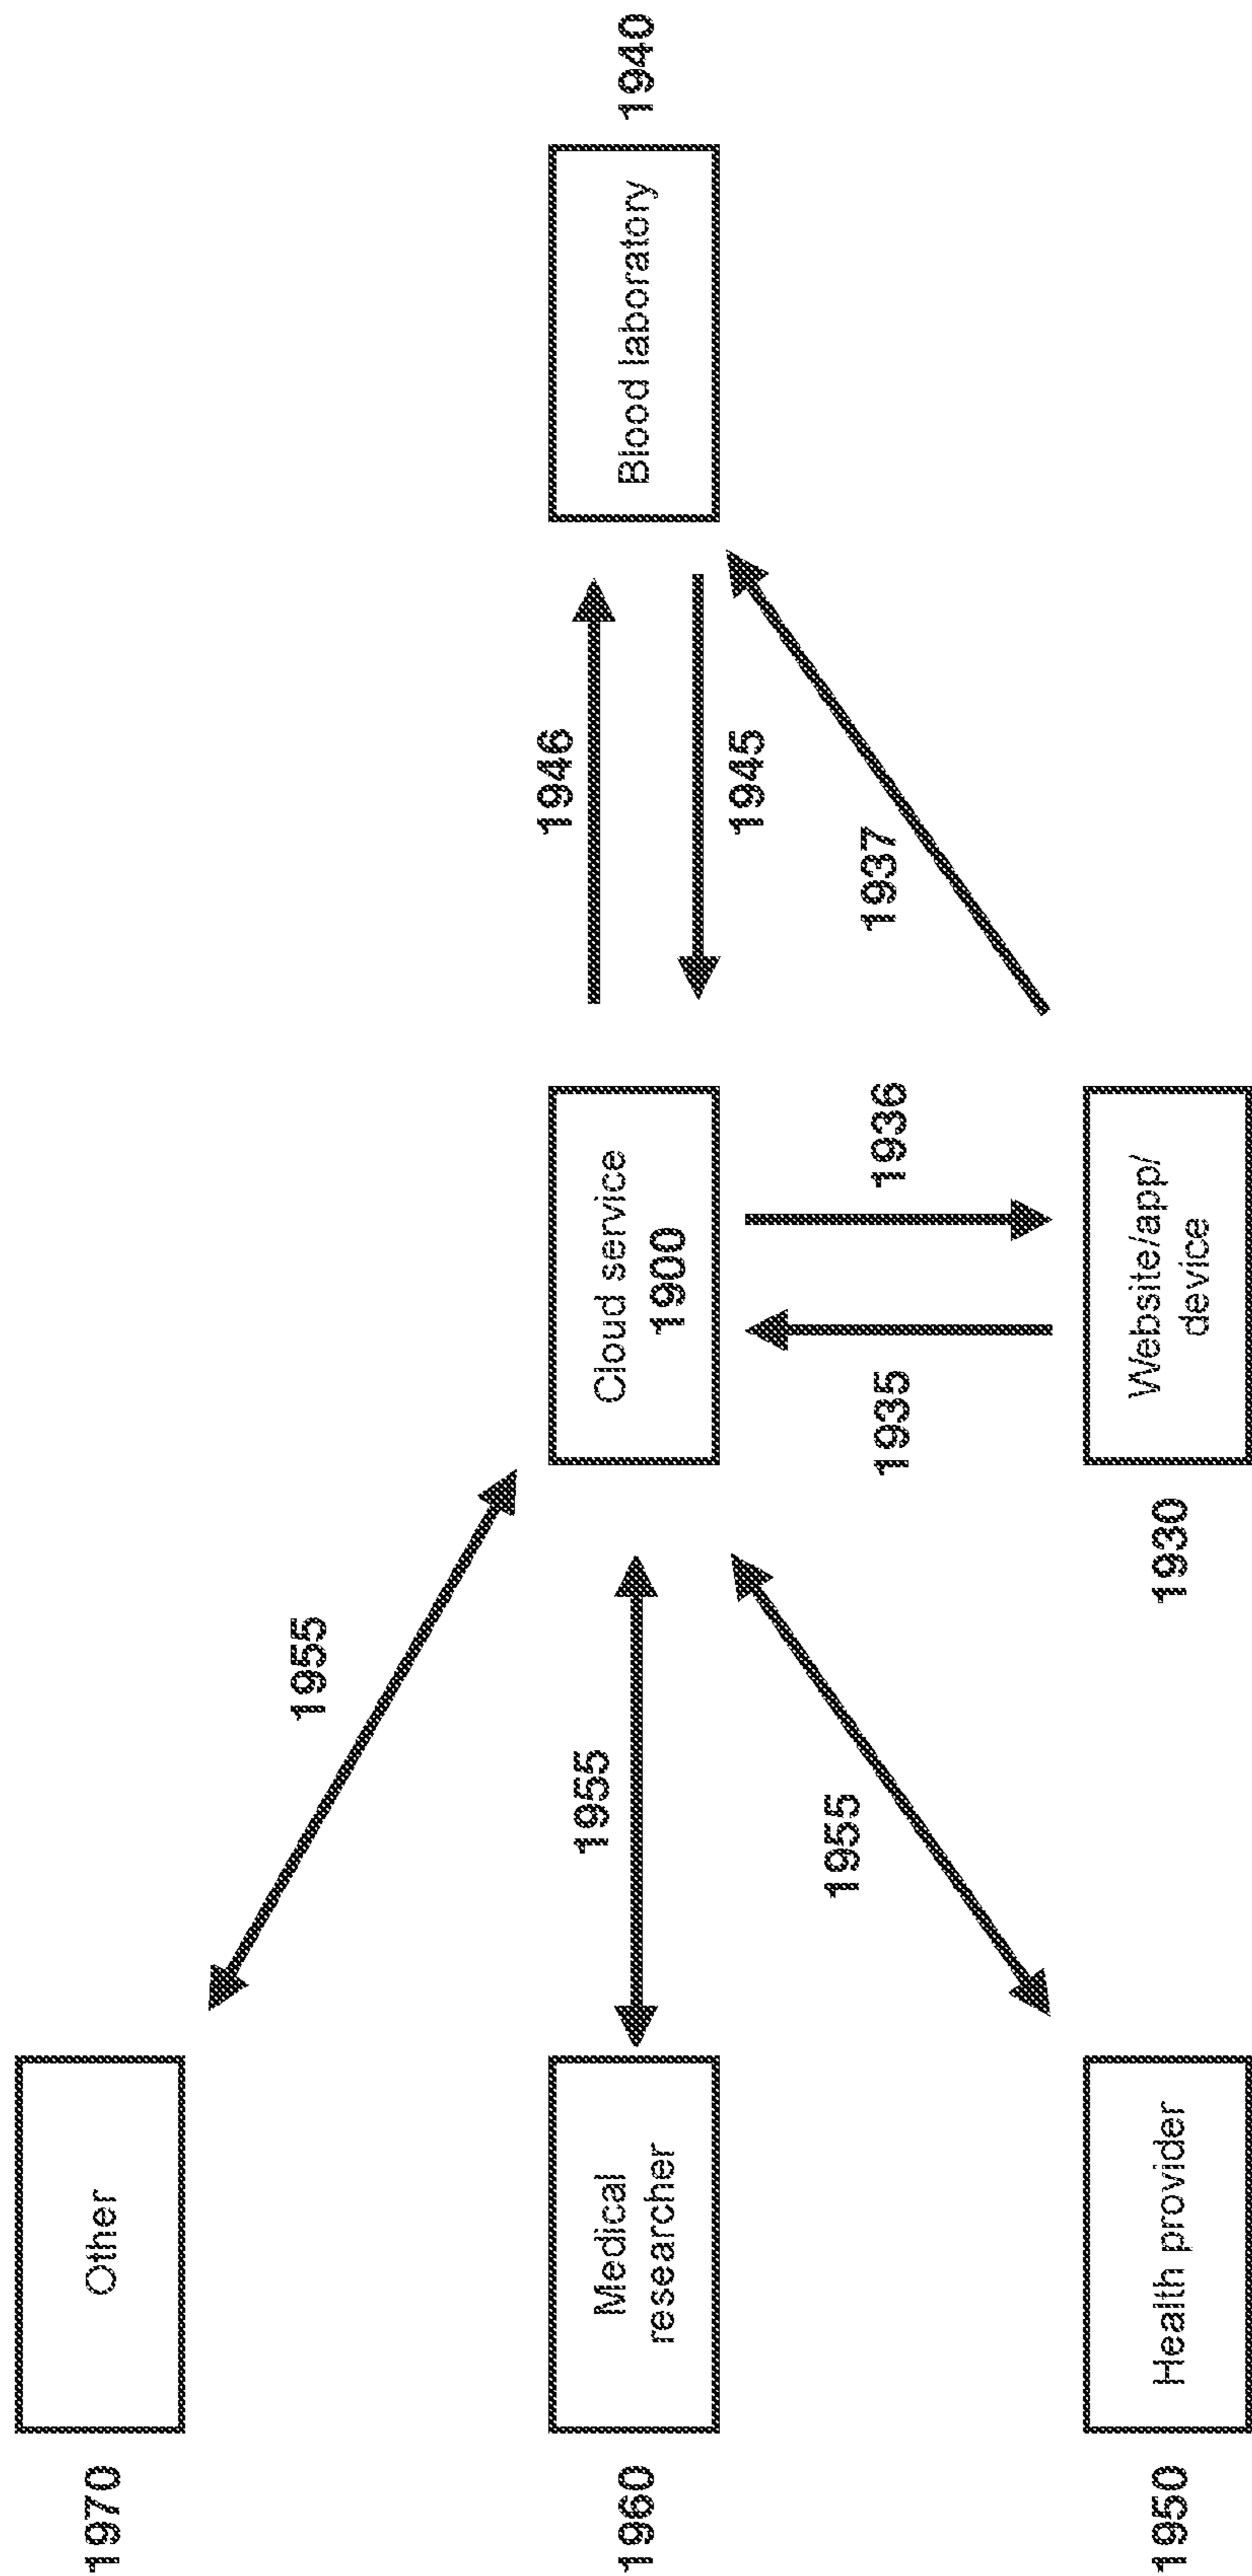 1970
Other
1955
1960
Medical
researcher
1955
Cloud service
1900
1946
1945
Blood laboratory
1940
1955
1935
1936
1937
1950
Health provider
1930
Website/app/
device